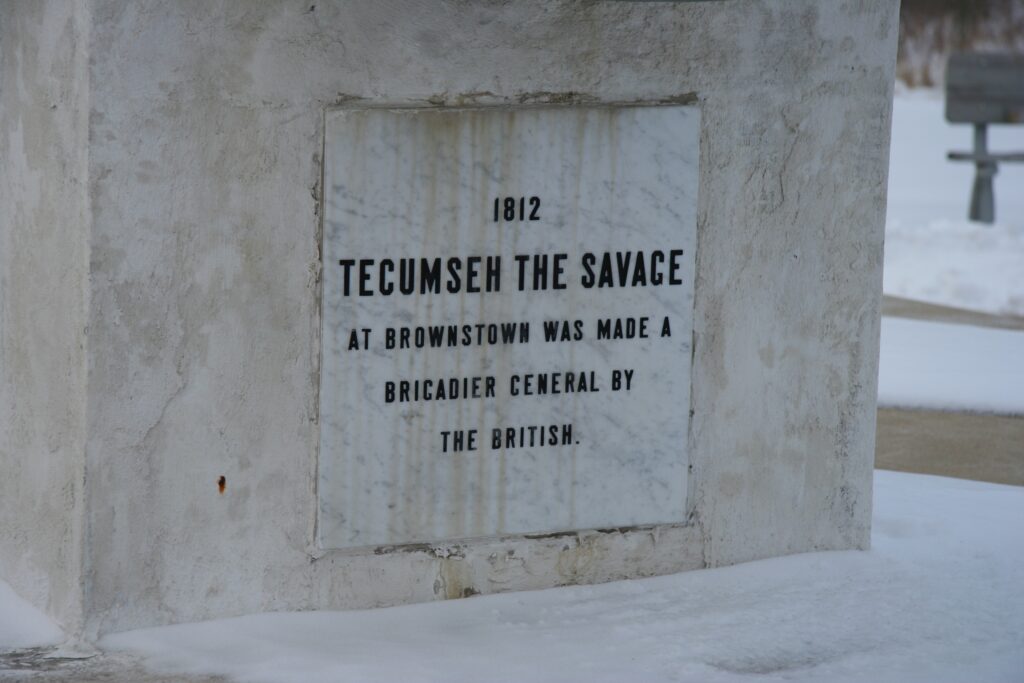 1812
TECUMSEH THE SAVAGE
AT BROWNSTOWN WAS MADE A
BRIGADIER GENERAL BY
THE BRITISH.